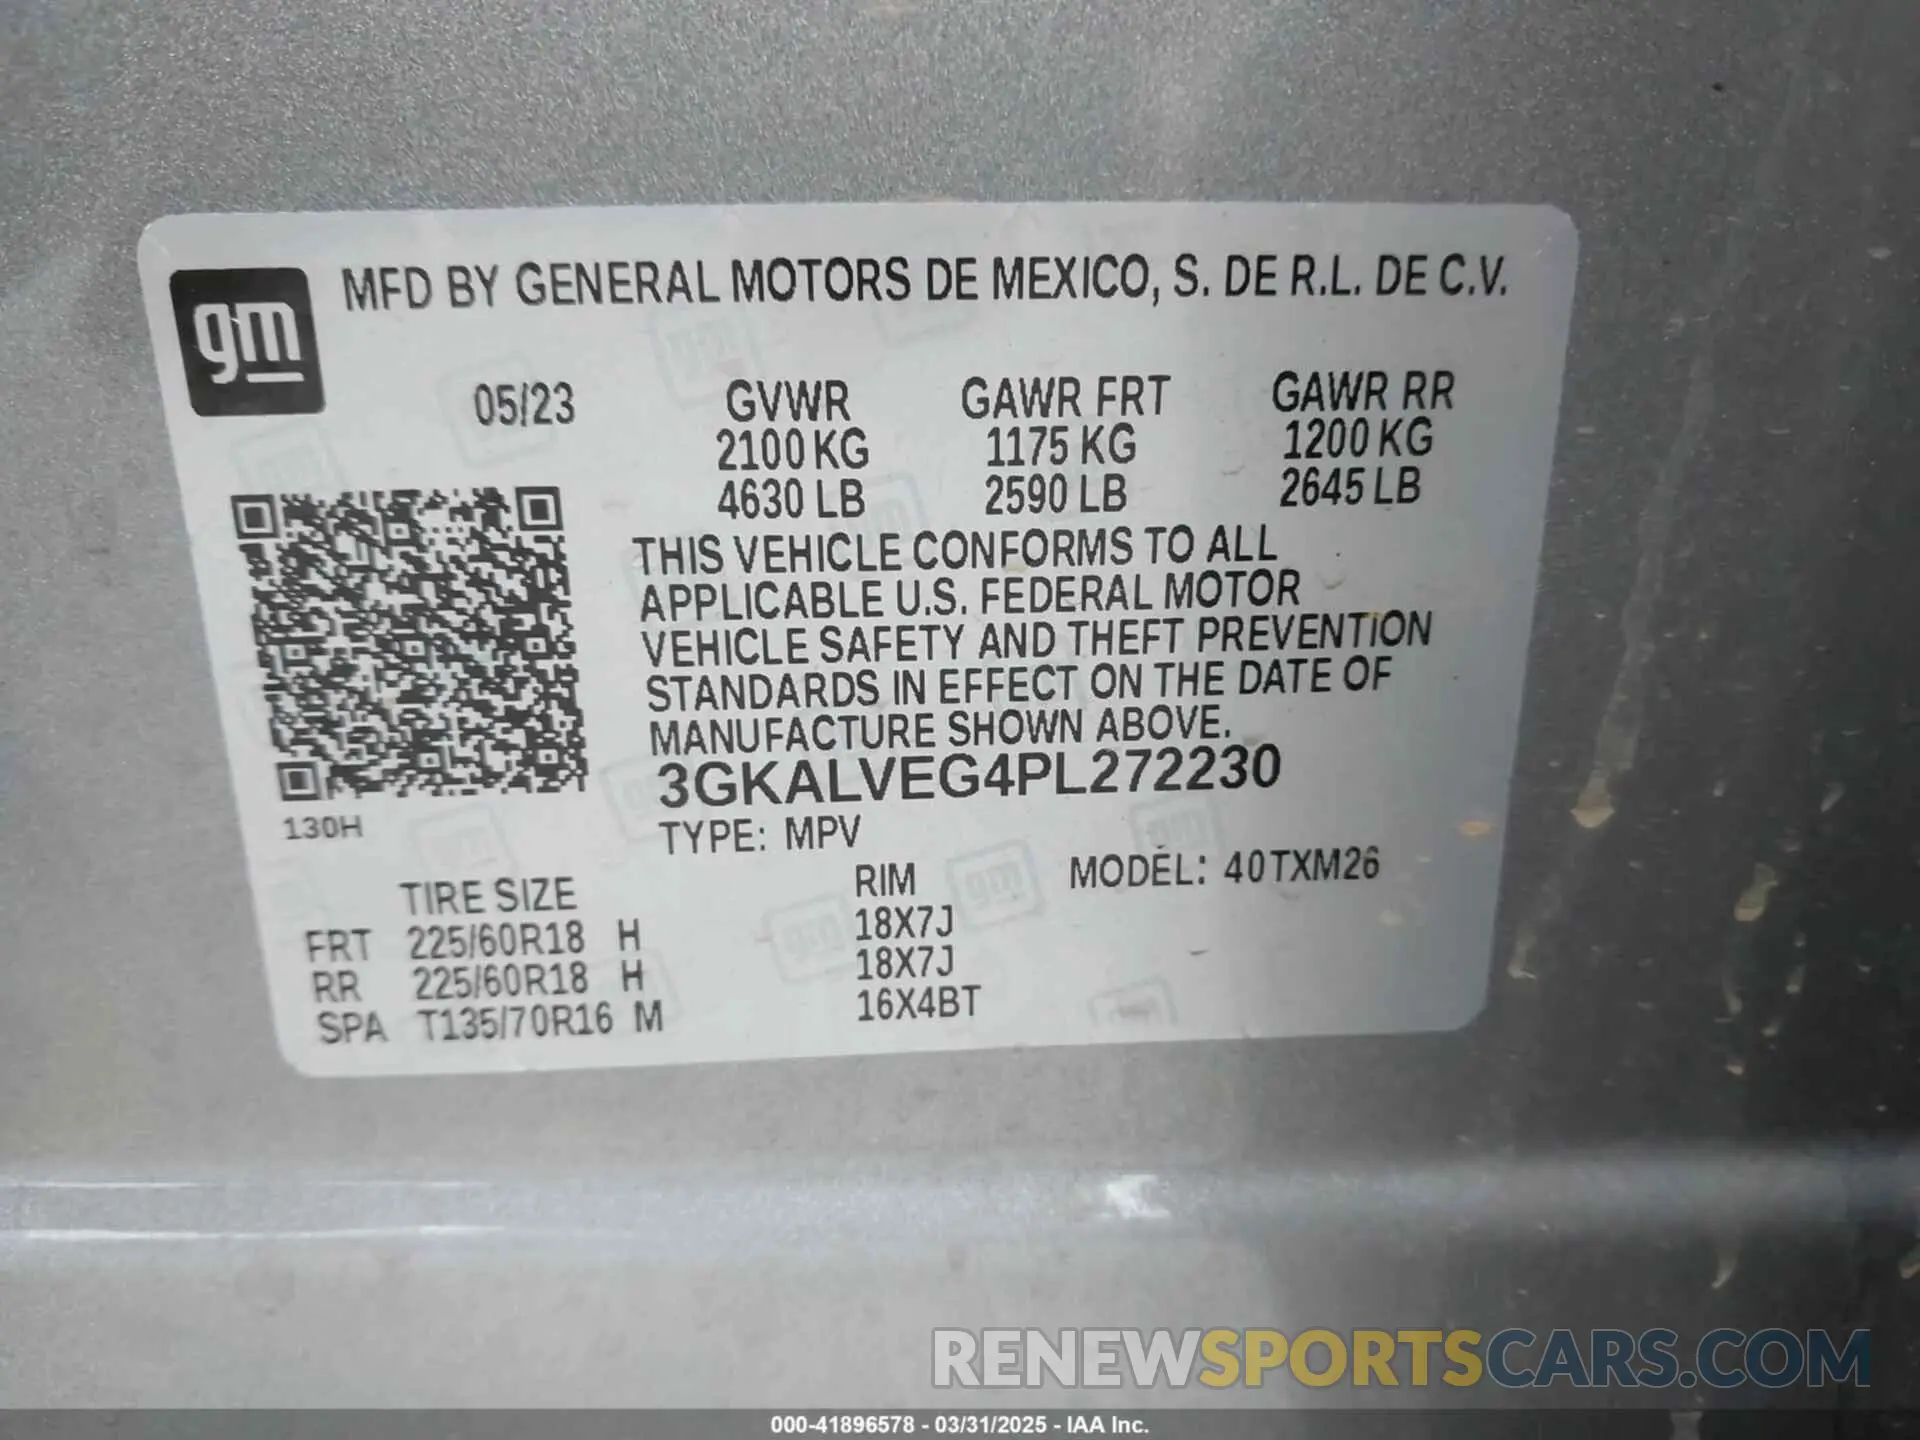 gm
MFD BY GENERAL MOTORS DE MEXICO, S. DE R.L. DE C.V.
05/23 GVWR GAWR FRT GAWR RR
2100 KG 1175 KG 1200 KG
4630 LB 2590 LB 2645 LB
THIS VEHICLE CONFORMS TO ALL
APPLICABLE U.S. FEDERAL MOTOR
VEHICLE SAFETY AND THEFT PREVENTION
STANDARDS IN EFFECT ON THE DATE OF
MANUFACTURE SHOWN ABOVE.
3GKALVEG4PL272230
130H
TYPE: MPV
TIRE SIZE RIM MODEL: 40TXM26
FRT 225/60R18 H 18X7J
RR 225/60R18 H 18X7J
SPA T135/70R16 M 16X4BT
RENEWSPORTSCARS.COM
000-41896578 - 03/31/2025 - IAA Inc.